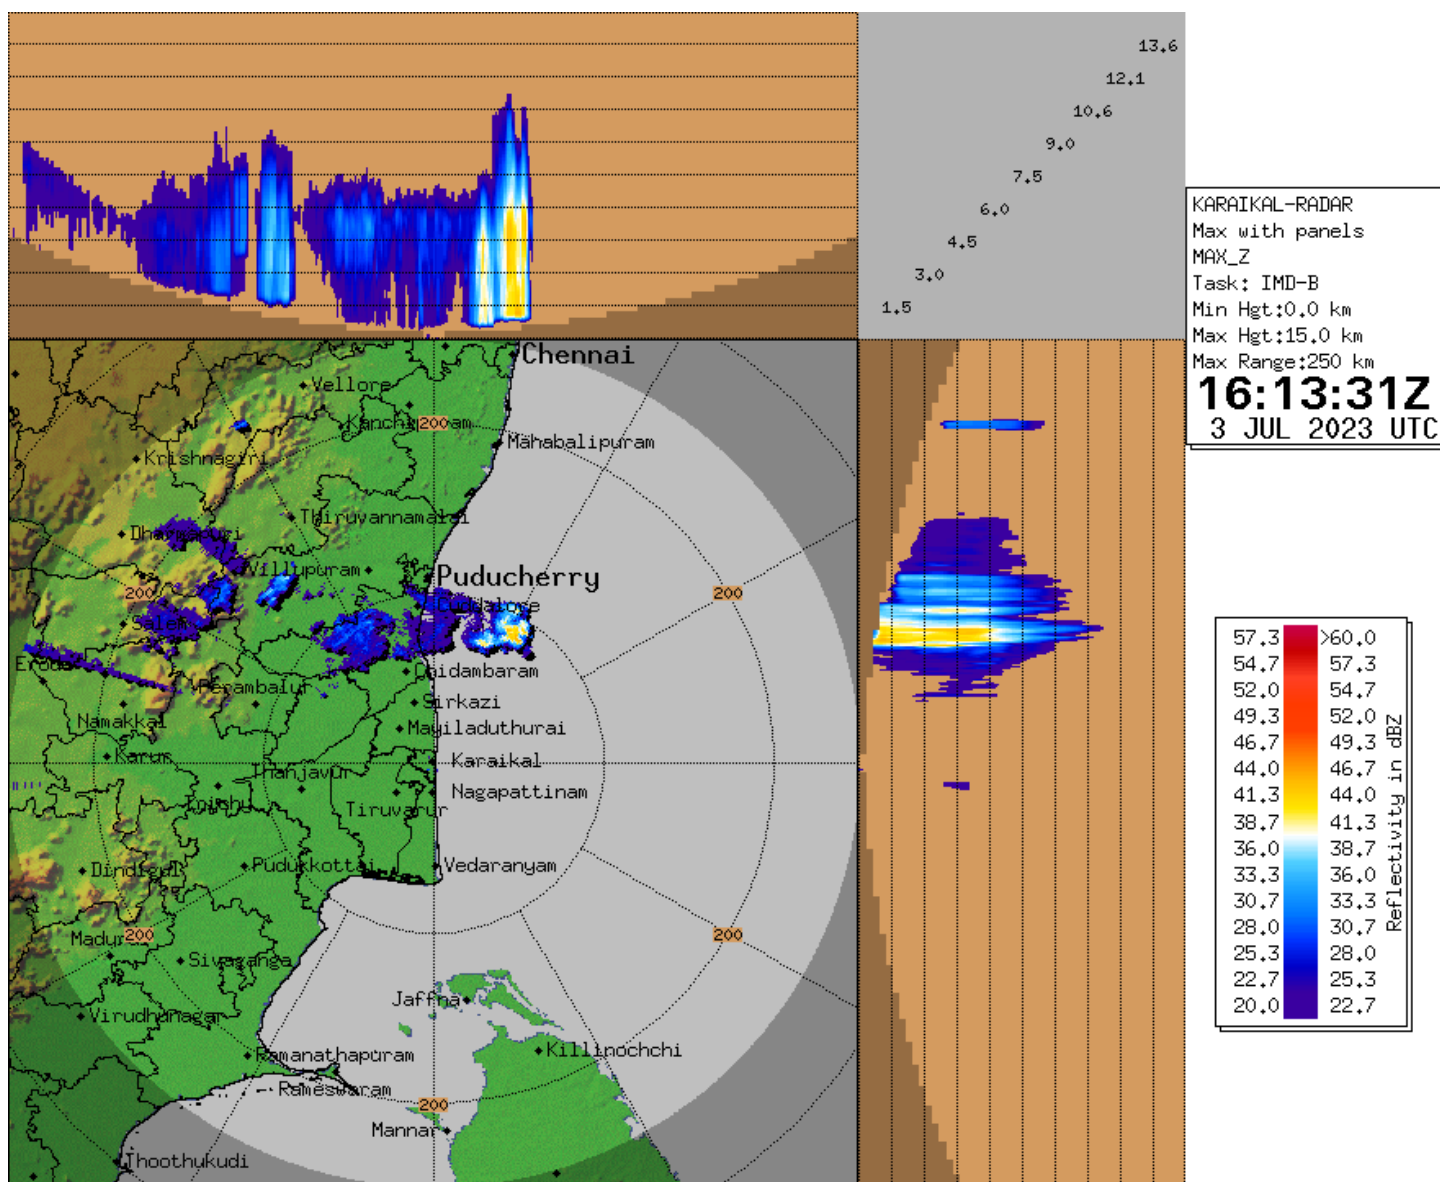 13.6
12.1
10.6
9.0
7.5
6.0
4.5
3.0
1.5
KARAIKAL-RADAR
Max with panels
MAX_Z
Task: IMD-B
Min Hgt:0.0 km
Max Hgt:15.0 km
Max Range:250 km
16:13:31Z
3 JUL 2023 UTC
Chennai
Vellore
200
Mahabalipuram
Krishnagiri
Thiruvannamalai
Dharmapuri
Villupuram
Puducherry
200
200
Cuddalore
Salem
Chidambaram
Perambalur
Sirkazi
Namakkal
Mayiladuthurai
Karur
Karaikal
Thanjavur
Nagapattinam
Tiruvarur
Dindigul
Pudukkottai
Vedaranyam
200
200
Sivaganga
Jaffna
Virudhunagar
Ramanathapuram
Killinochchi
Rameswaram
200
Mannar
Thoothukudi
57.3 >60.0
54.7 57.3
52.0 54.7
49.3 52.0
46.7 49.3
44.0 46.7
41.3 44.0
38.7 41.3
36.0 38.7
33.3 36.0
30.7 33.3
28.0 30.7
25.3 28.0
22.7 25.3
20.0 22.7
Reflectivity in dBZ